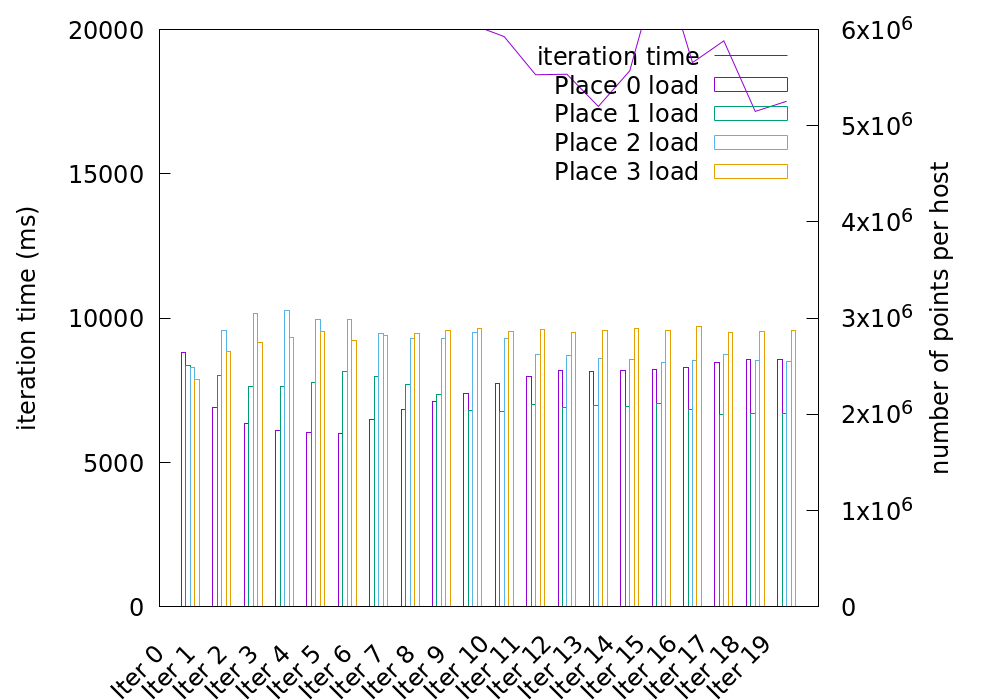 20000
15000
10000
5000
0
iteration time (ms)
6x10^6
5x10^6
4x10^6
3x10^6
2x10^6
1x10^6
0
number of points per host
iteration time
Place 0 load
Place 1 load
Place 2 load
Place 3 load
Iter 0
Iter 1
Iter 2
Iter 3
Iter 4
Iter 5
Iter 6
Iter 7
Iter 8
Iter 9
Iter 10
Iter 11
Iter 12
Iter 13
Iter 14
Iter 15
Iter 16
Iter 17
Iter 18
Iter 19